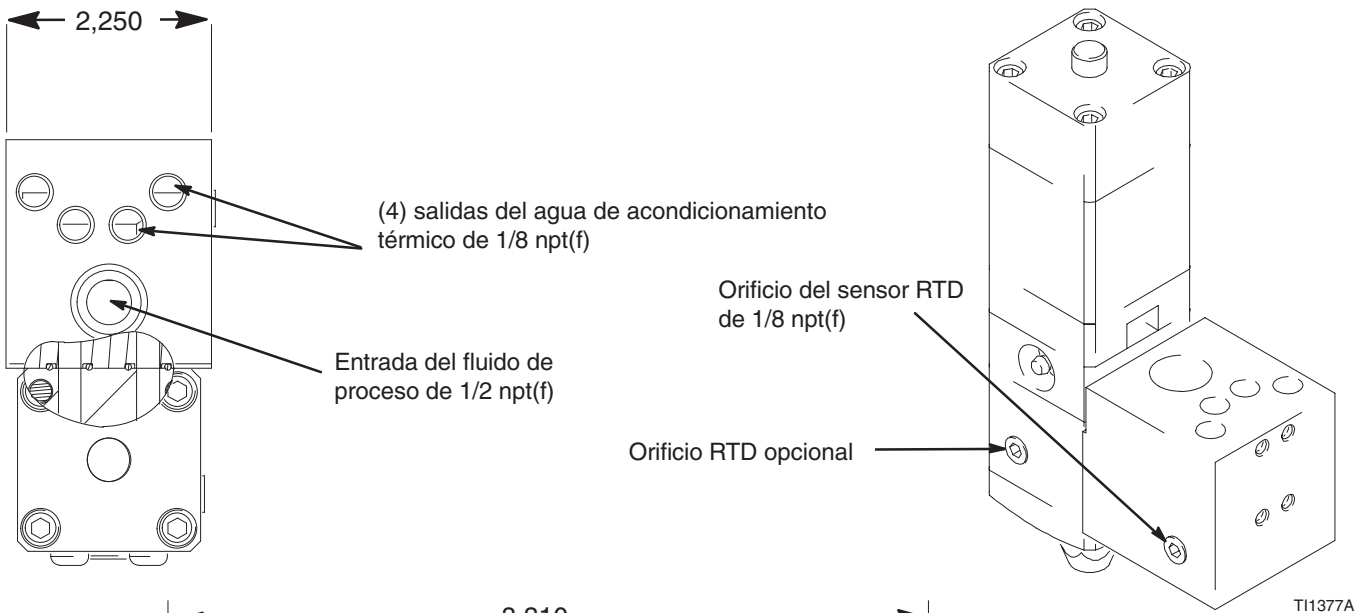 2,250
(4) salidas del agua de acondicionamiento
térmico de 1/8 npt(f)
Orificio del sensor RTD
de 1/8 npt(f)
Entrada del fluido de
proceso de 1/2 npt(f)
Orificio RTD opcional
TI1377A